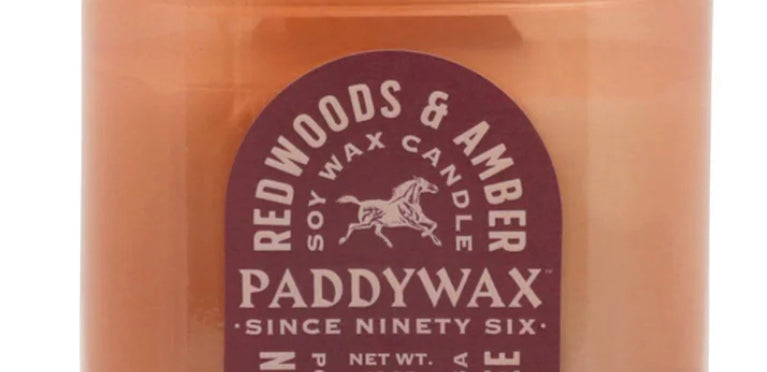 REDWOODS & AMBER
SOY WAX CANDLE
PADDYWAX™
·SINCE NINETY SIX·
NET WT.